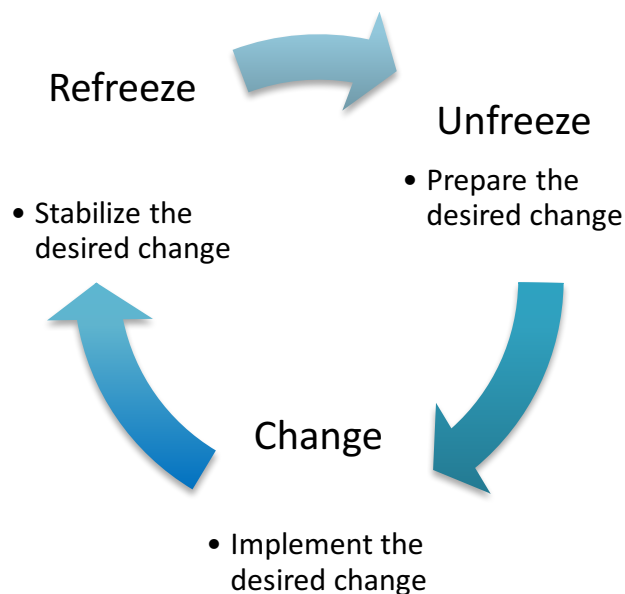 Refreeze
• Stabilize the
desired change
Unfreeze
• Prepare the
desired change
Change
• Implement the
desired change